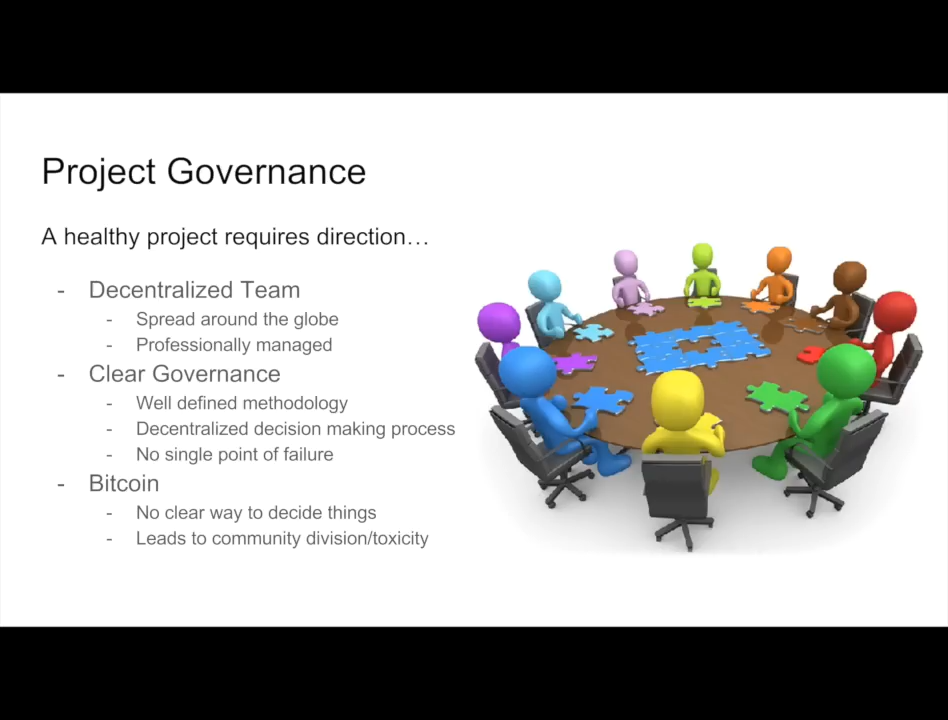 Project Governance
A healthy project requires direction…
- Decentralized Team
- Spread around the globe
- Professionally managed
- Clear Governance
- Well defined methodology
- Decentralized decision making process
- No single point of failure
- Bitcoin
- No clear way to decide things
- Leads to community division/toxicity